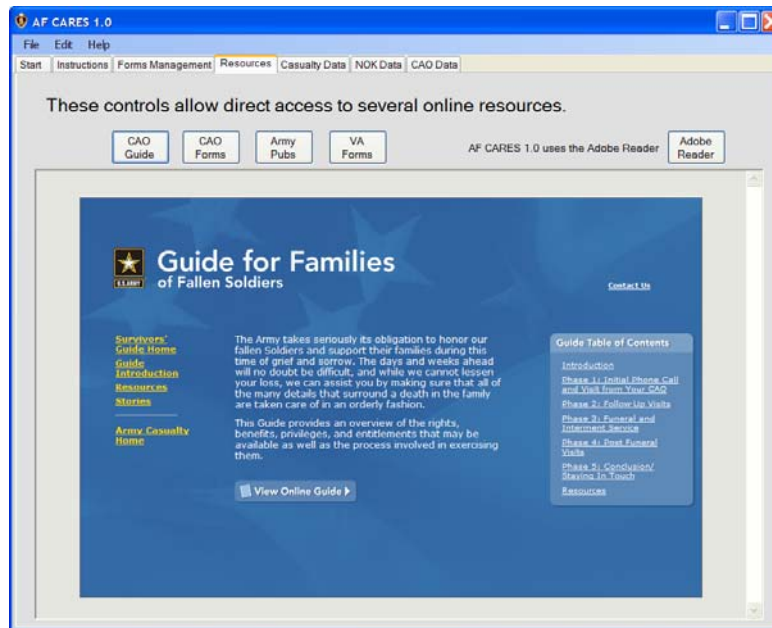 AF CARES 1.0
File Edit Help
Start Instructions Forms Management Resources Casualty Data NOK Data CAO Data
These controls allow direct access to several online resources.
CAO
Guide
CAO
Forms
Army
Pubs
VA
Forms
AF CARES 1.0 uses the Adobe Reader
Adobe
Reader
U.S.ARMY
Guide for Families
of Fallen Soldiers
Contact Us
Survivors'
Guide Home
Guide
Introduction
Resources
Stories
Army Casualty
Home
The Army takes seriously its obligation to honor our
fallen Soldiers and support their families during this
time of grief and sorrow. The days and weeks ahead
will no doubt be difficult, and while we cannot lessen
your loss, we can assist you by making sure that all of
the many details that surround a death in the family
are taken care of in an orderly fashion.
This Guide provides an overview of the rights,
benefits, privileges, and entitlements that may be
available as well as the process involved in exercising
them.
View Online Guide
Guide Table of Contents
Introduction
Phase 1: Initial Phone Call
and Visit from Your CAO
Phase 2: Follow Up Visits
Phase 3: Funeral and
Interment Service
Phase 4: Post Funeral
Visits
Phase 5: Conclusion/
Staying In Touch
Resources